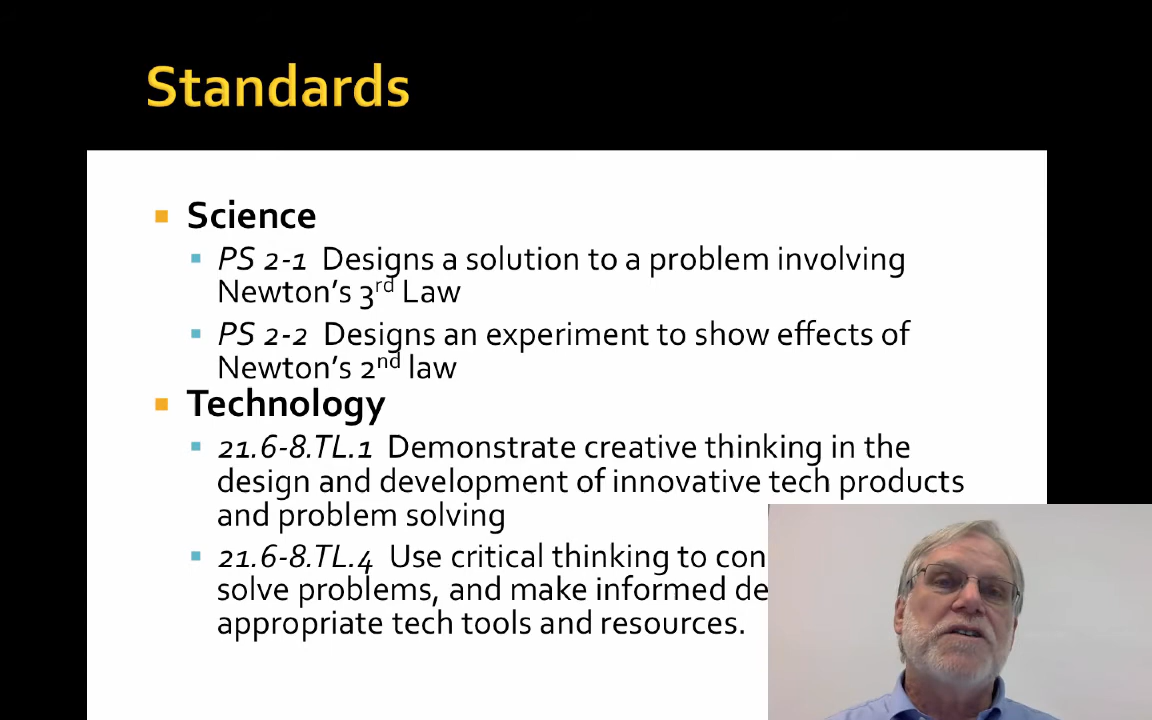 Standards
Science
PS 2-1 Designs a solution to a problem involving
Newton's 3rd Law
PS 2-2 Designs an experiment to show effects of
Newton's 2nd law
Technology
21.6-8.TL.1 Demonstrate creative thinking in the
design and development of innovative tech products
and problem solving
21.6-8.TL.4 Use critical thinking to con
solve problems, and make informed de
appropriate tech tools and resources.